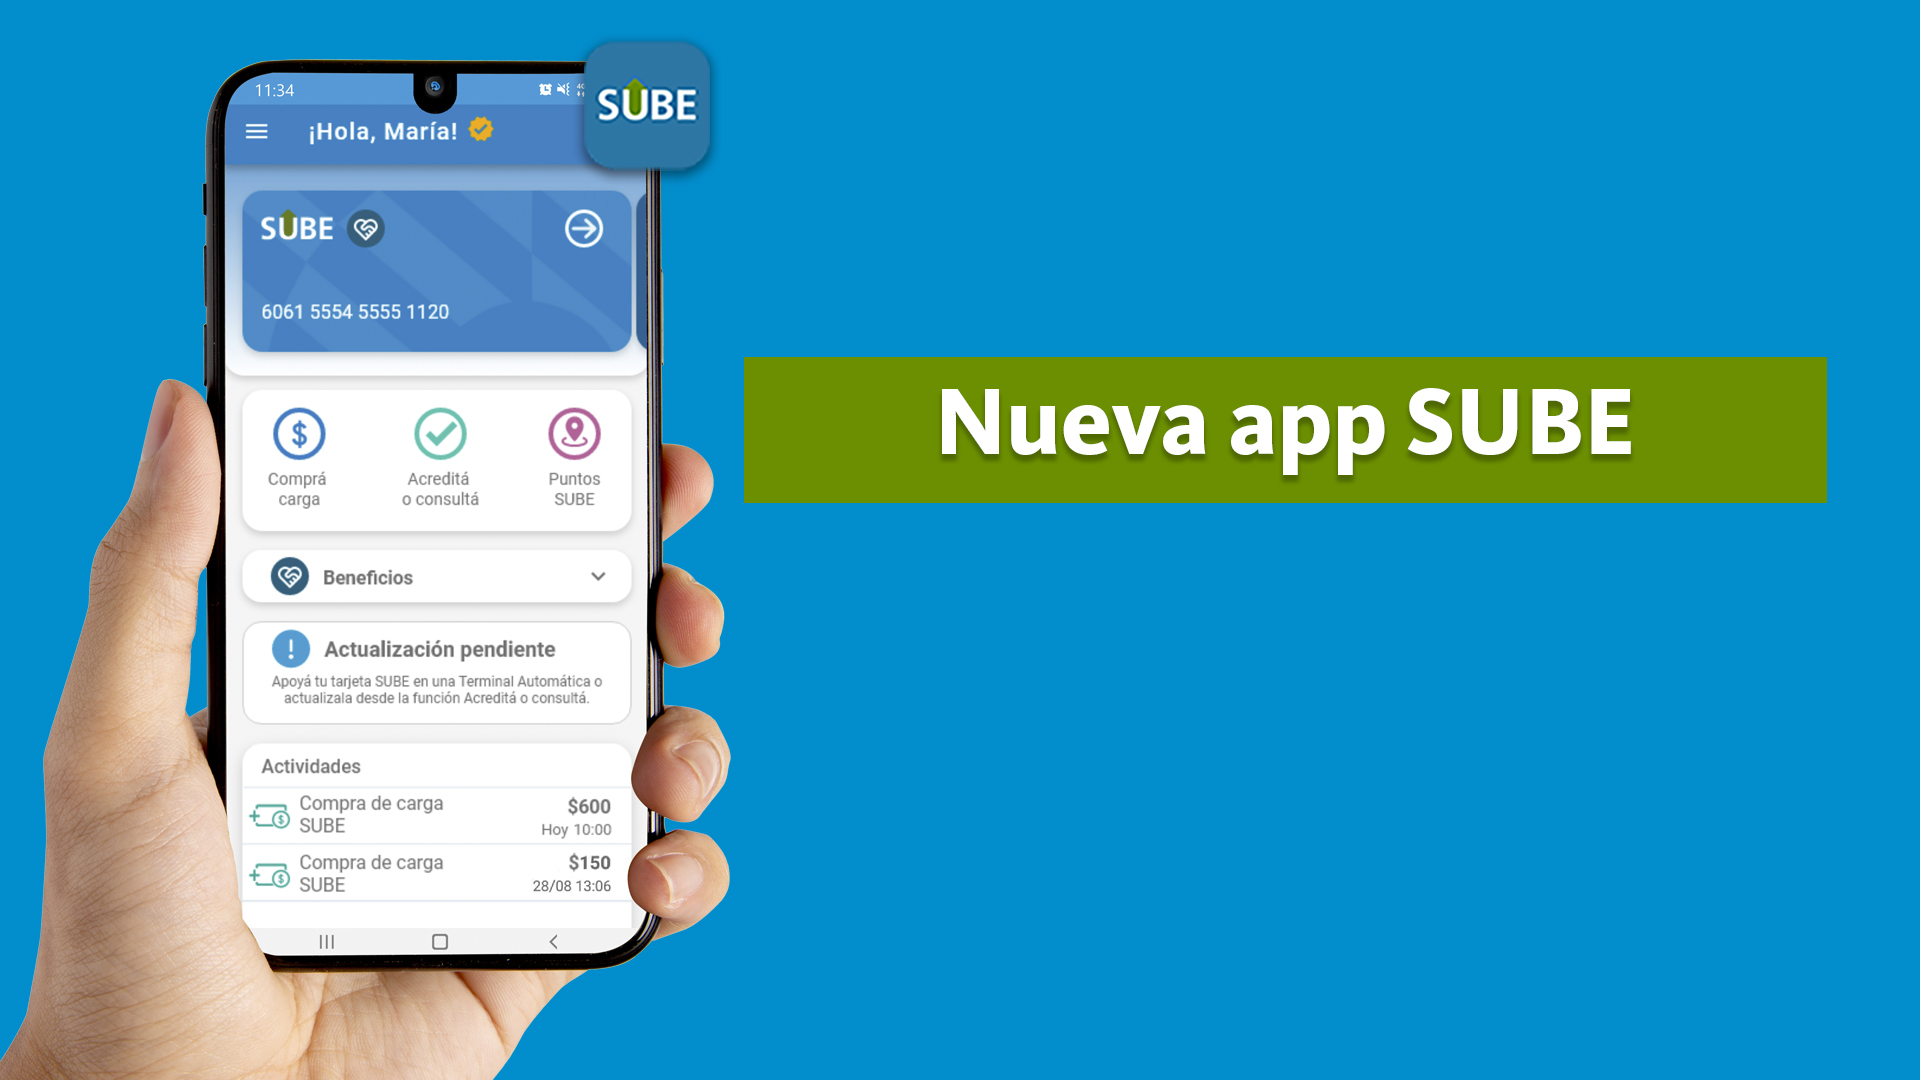 11:34
¡Hola, María!
SUBE
SUBE
6061 5554 5555 1120
Comprá
carga
Acreditá
o consultá
Puntos
SUBE
Beneficios
Actualización pendiente
Apoyá tu tarjeta SUBE en una Terminal Automática o
actualizala desde la función Acreditá o consultá.
Actividades
Compra de carga
SUBE
$600
Hoy 10:00
Compra de carga
SUBE
$150
28/08 13:06
Nueva app SUBE